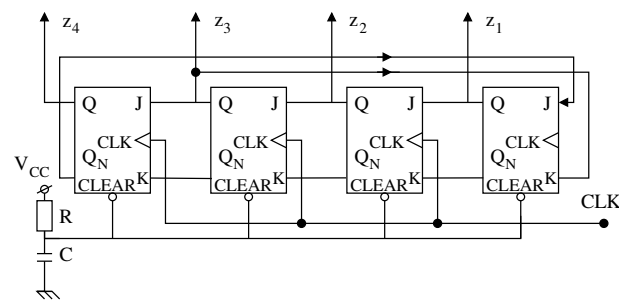 z4 z3 z2 z1
Q J Q J Q J Q J
CLK CLK CLK CLK
QN QN QN QN
VCC
K K K K
CLEAR CLEAR CLEAR CLEAR
CLK
R
C